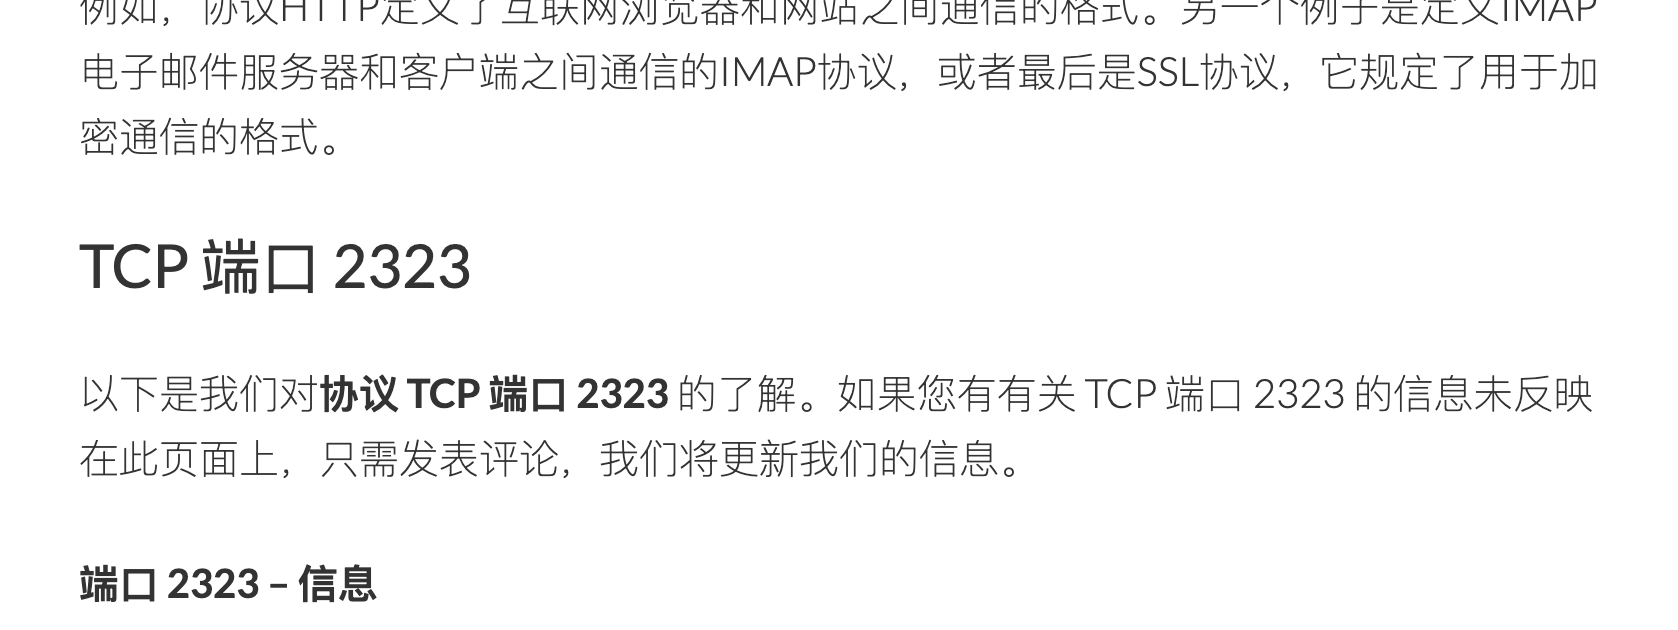 例如，协议HTTP定义了互联网浏览器和网站之间通信的格式。另一个例子是定义IMAP
电子邮件服务器和客户端之间通信的IMAP协议，或者最后是SSL协议，它规定了用于加
密通信的格式。
TCP 端口 2323
以下是我们对协议 TCP 端口 2323 的了解。如果您有有关 TCP 端口 2323 的信息未反映
在此页面上，只需发表评论，我们将更新我们的信息。
端口 2323 – 信息